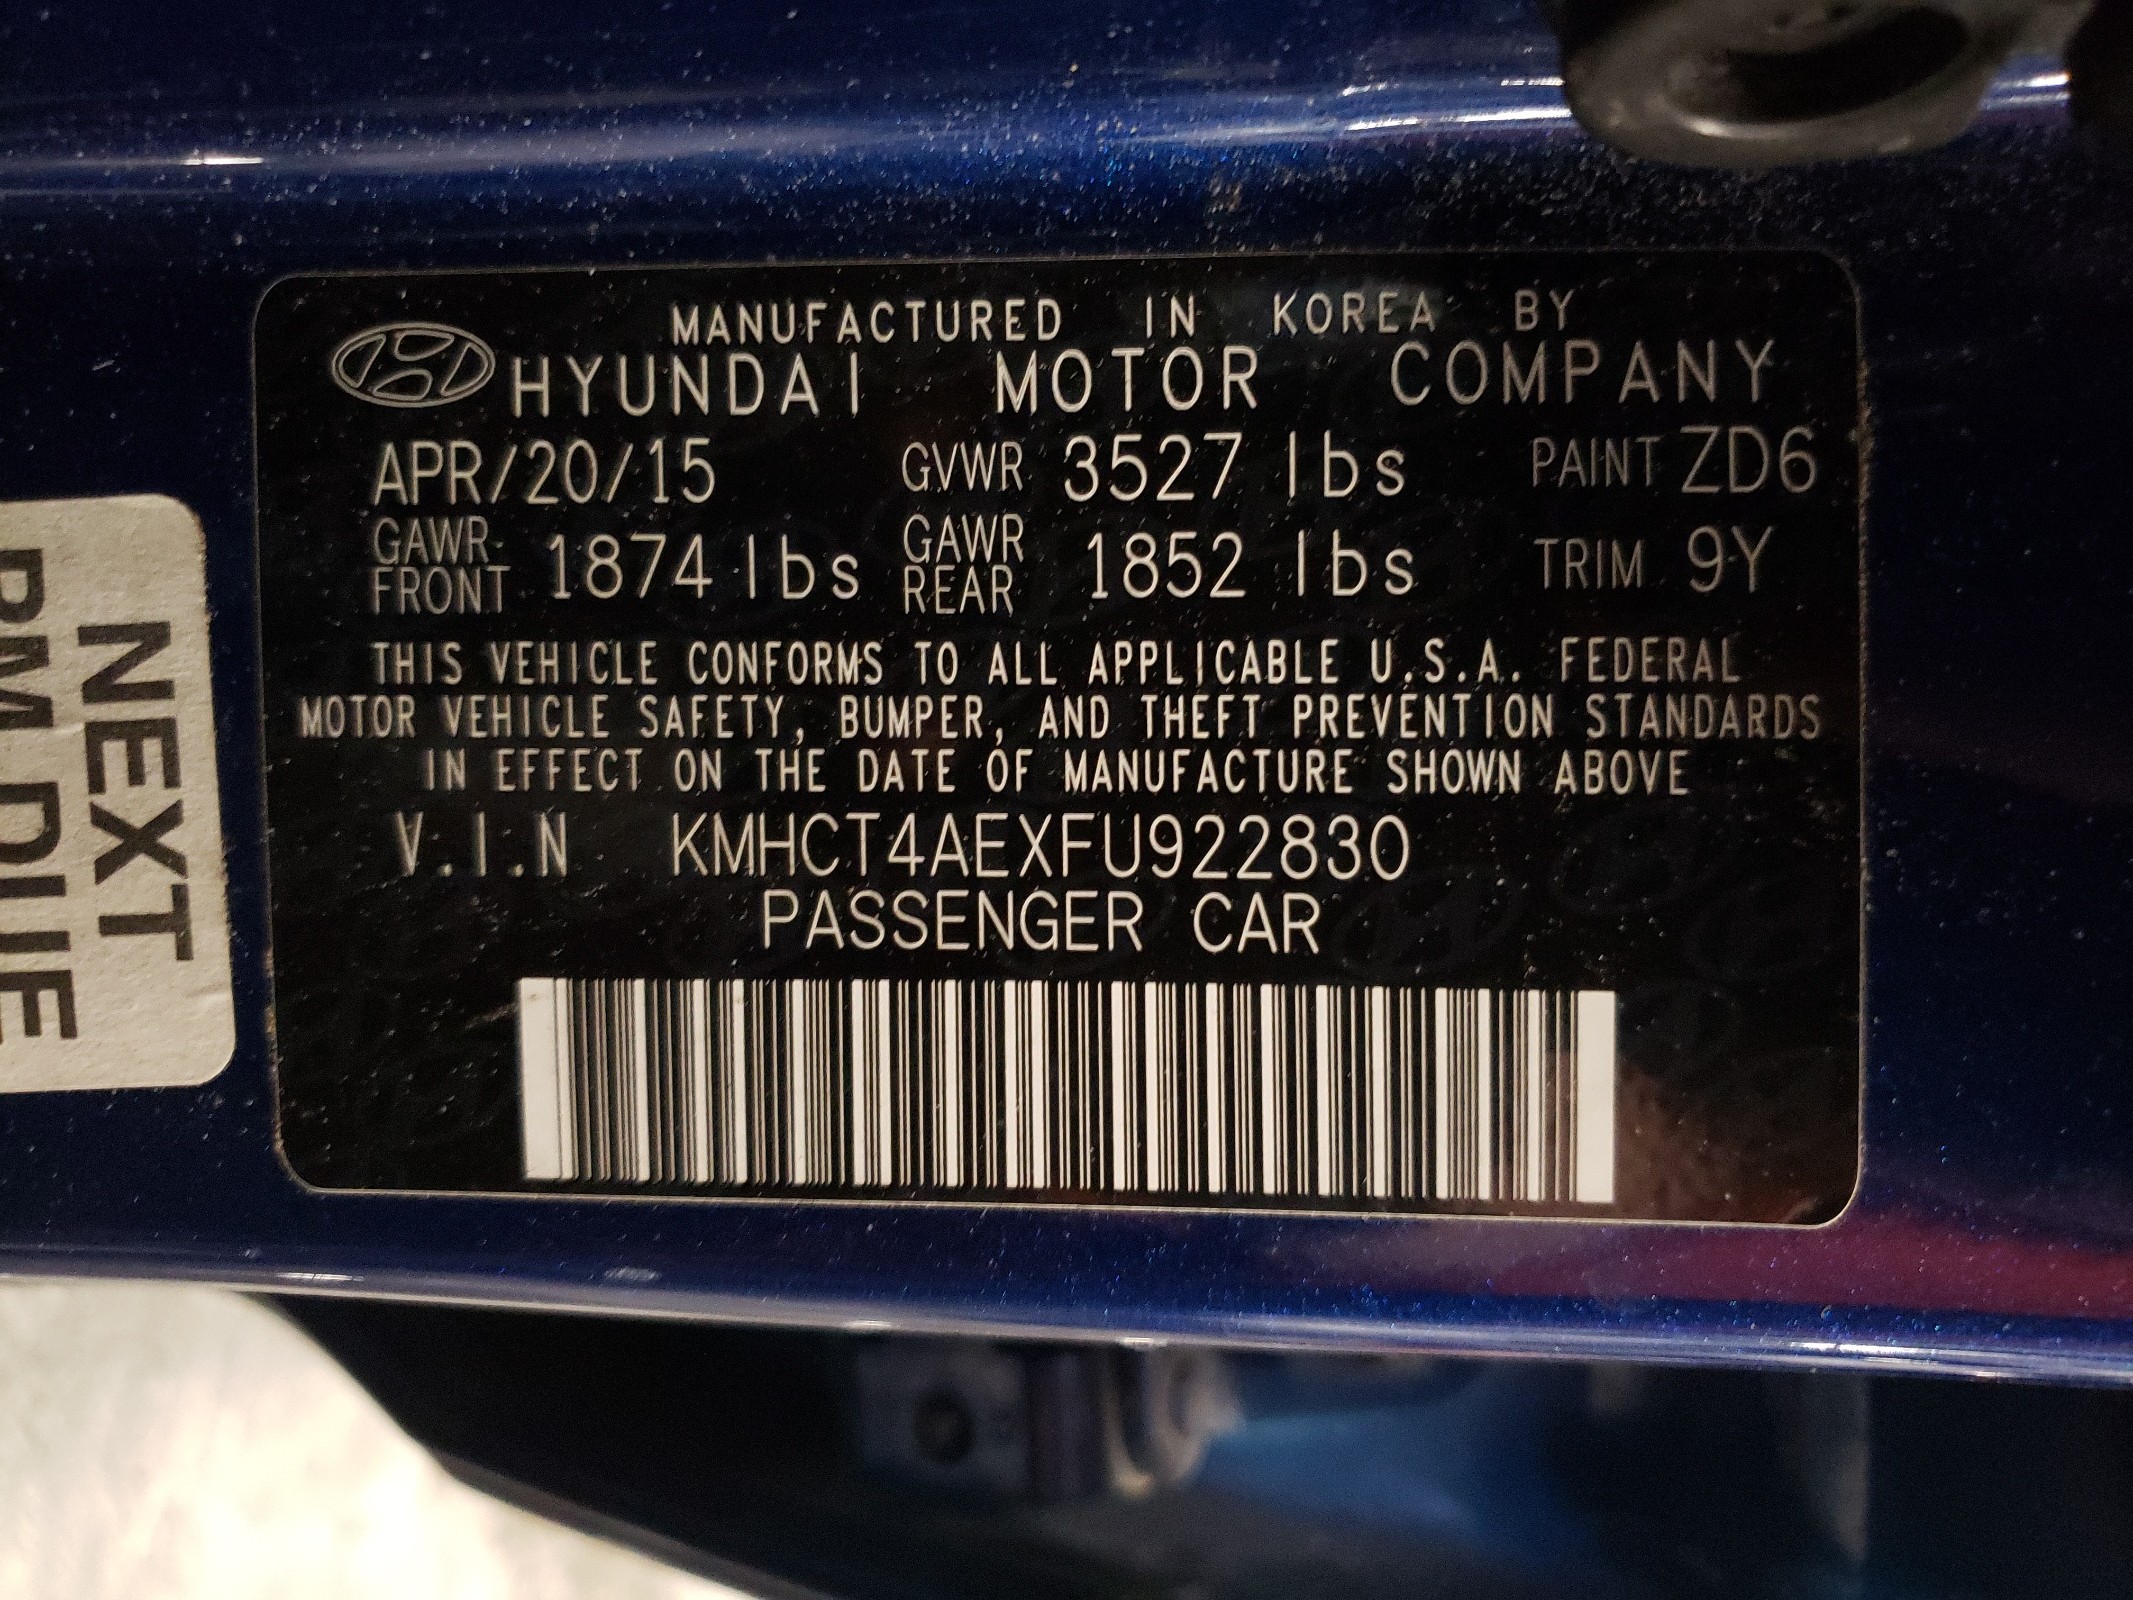 MANUFACTURED IN KOREA BY
HYUNDAI MOTOR COMPANY
APR/20/15 GVWR 3527 lbs PAINT ZD6
GAWR FRONT 1874 lbs GAWR REAR 1852 lbs TRIM 9Y
THIS VEHICLE CONFORMS TO ALL APPLICABLE U.S.A. FEDERAL
MOTOR VEHICLE SAFETY, BUMPER, AND THEFT PREVENTION STANDARDS
IN EFFECT ON THE DATE OF MANUFACTURE SHOWN ABOVE
V.I.N KMHCT4AEXFU922830
PASSENGER CAR
NEXT
PM DUE